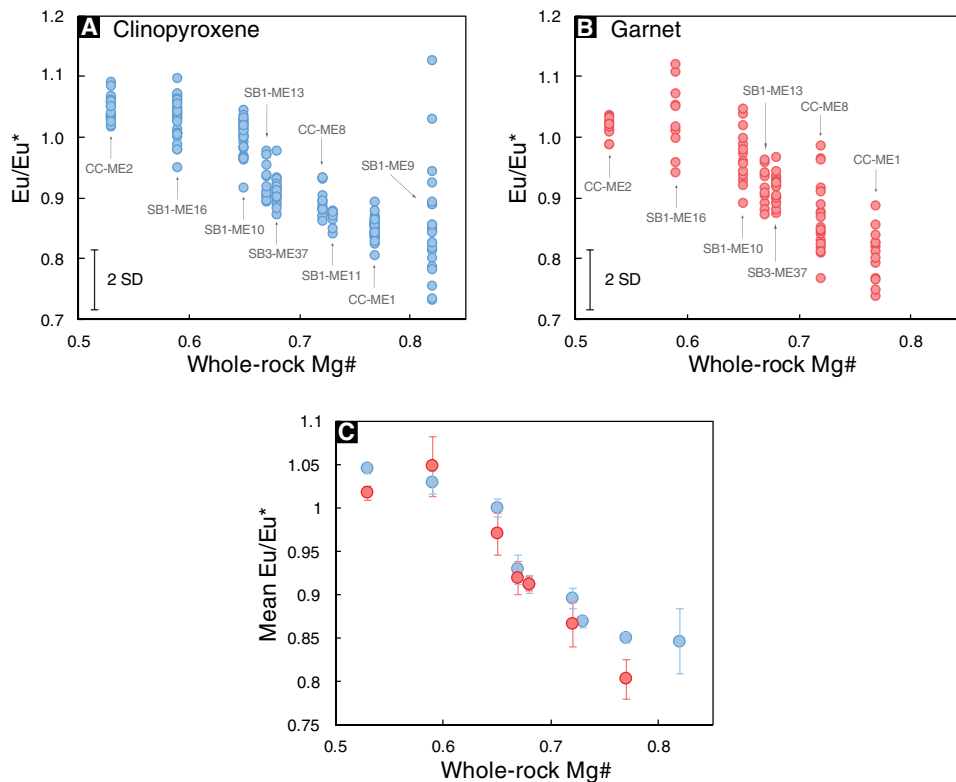 A Clinopyroxene
1.2
1.1
1.0
0.9
0.8
0.7
Eu/Eu*
CC-ME2
SB1-ME16
SB1-ME10
SB1-ME13
SB3-ME37
CC-ME8
SB1-ME11
CC-ME1
SB1-ME9
2 SD
0.5 0.6 0.7 0.8
Whole-rock Mg#
B Garnet
1.2
1.1
1.0
0.9
0.8
0.7
Eu/Eu*
CC-ME2
SB1-ME16
SB1-ME10
SB1-ME13
SB3-ME37
CC-ME8
CC-ME1
2 SD
0.5 0.6 0.7 0.8
Whole-rock Mg#
C
1.1
1.05
1
0.95
0.9
0.85
0.8
0.75
Mean Eu/Eu*
0.5 0.6 0.7 0.8
Whole-rock Mg#